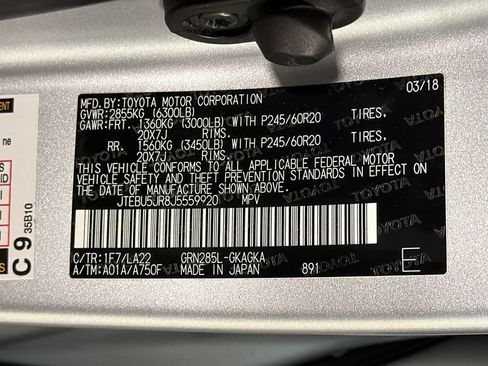 03/18
MFD.BY:TOYOTA MOTOR CORPORATION
GVWR:2855KG (6300LB)
GAWR:FRT. 1360KG (3000LB) WITH P245/60R20 TIRES.
20X7J RIMS.
RR. 1560KG (3450LB) WITH P245/60R20 TIRES.
20X7J RIMS.
THIS VEHICLE CONFORMS TO ALL APPLICABLE FEDERAL MOTOR
VEHICLE SAFETY AND THEFT PREVENTION STANDARDS IN EFFECT ON
THE DATE OF MANUFACTURE SHOWN ABOVE.
JTEBU5JR8J5559920 MPV
C/TR:1F7/LA22 GRN285L-GKAGKA
A/TM:A01A/A750F MADE IN JAPAN 891 E
ne
C 9
35B10